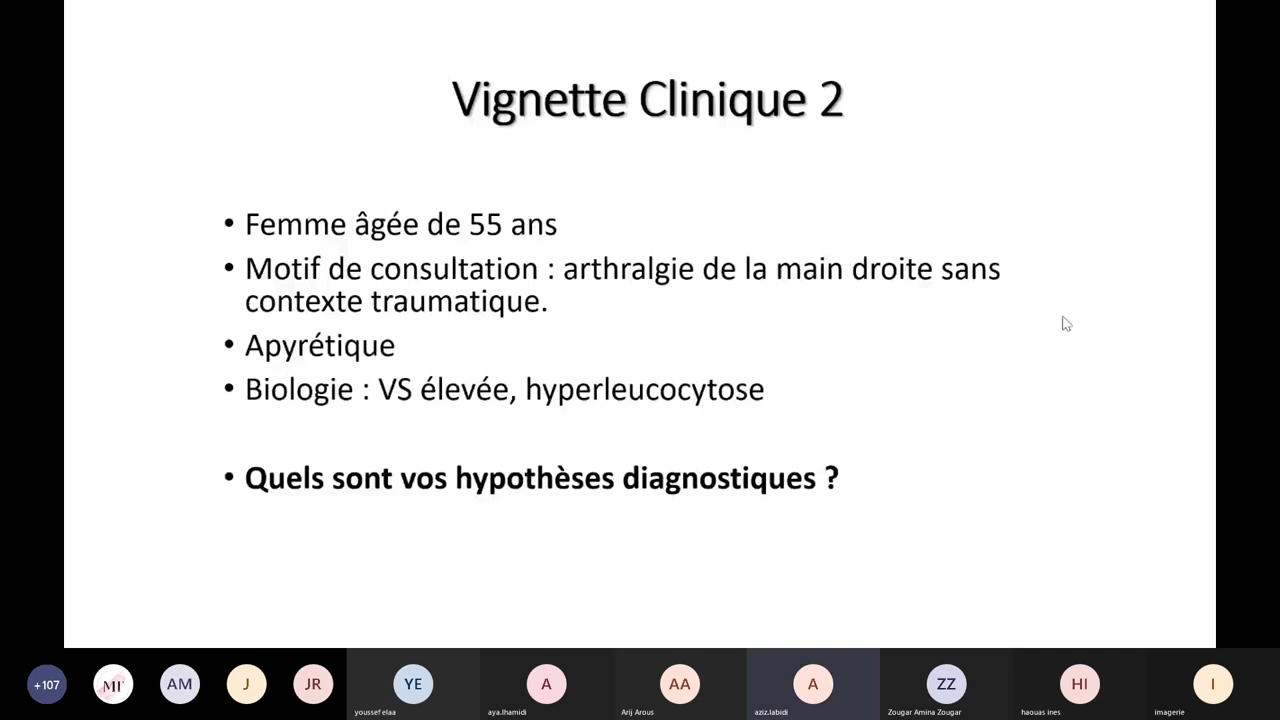 Vignette Clinique 2
• Femme âgée de 55 ans
• Motif de consultation : arthralgie de la main droite sans
contexte traumatique.
• Apyrétique
• Biologie : VS élevée, hyperleucocytose
• Quels sont vos hypothèses diagnostiques ?
+107
AM
J
JR
YE
A
AA
A
ZZ
HI
I
youssef elaa
aya.lhamidi
Arij Arous
aziz.labidi
Zougar Amina Zougar
haouas ines
imagerie